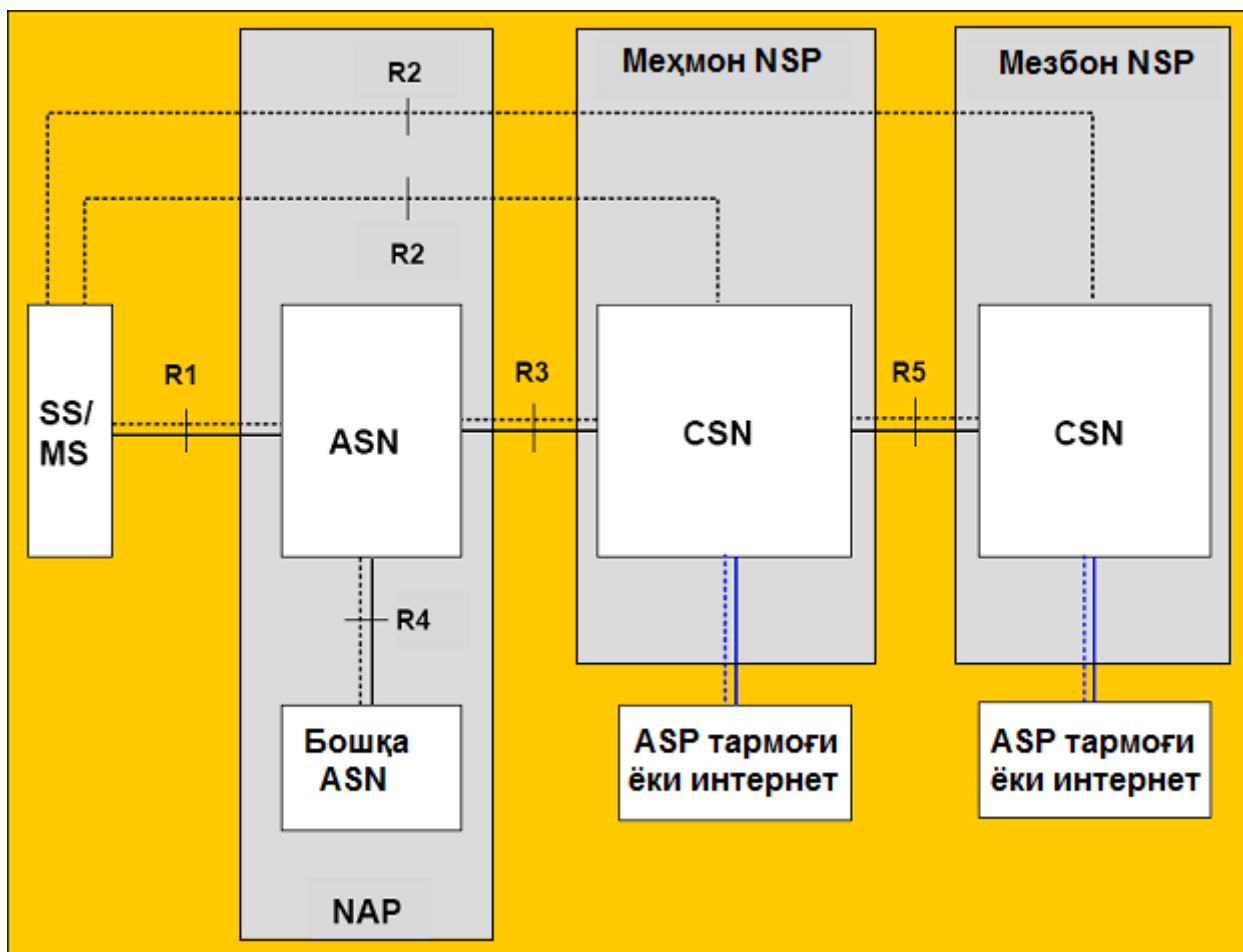 R2
Меҳмон NSP
Мезбон NSP
R2
R1
R3
R5
SS/
MS
ASN
CSN
CSN
R4
Бошқа
ASN
ASP тармоғи
ёки интернет
ASP тармоғи
ёки интернет
NAP